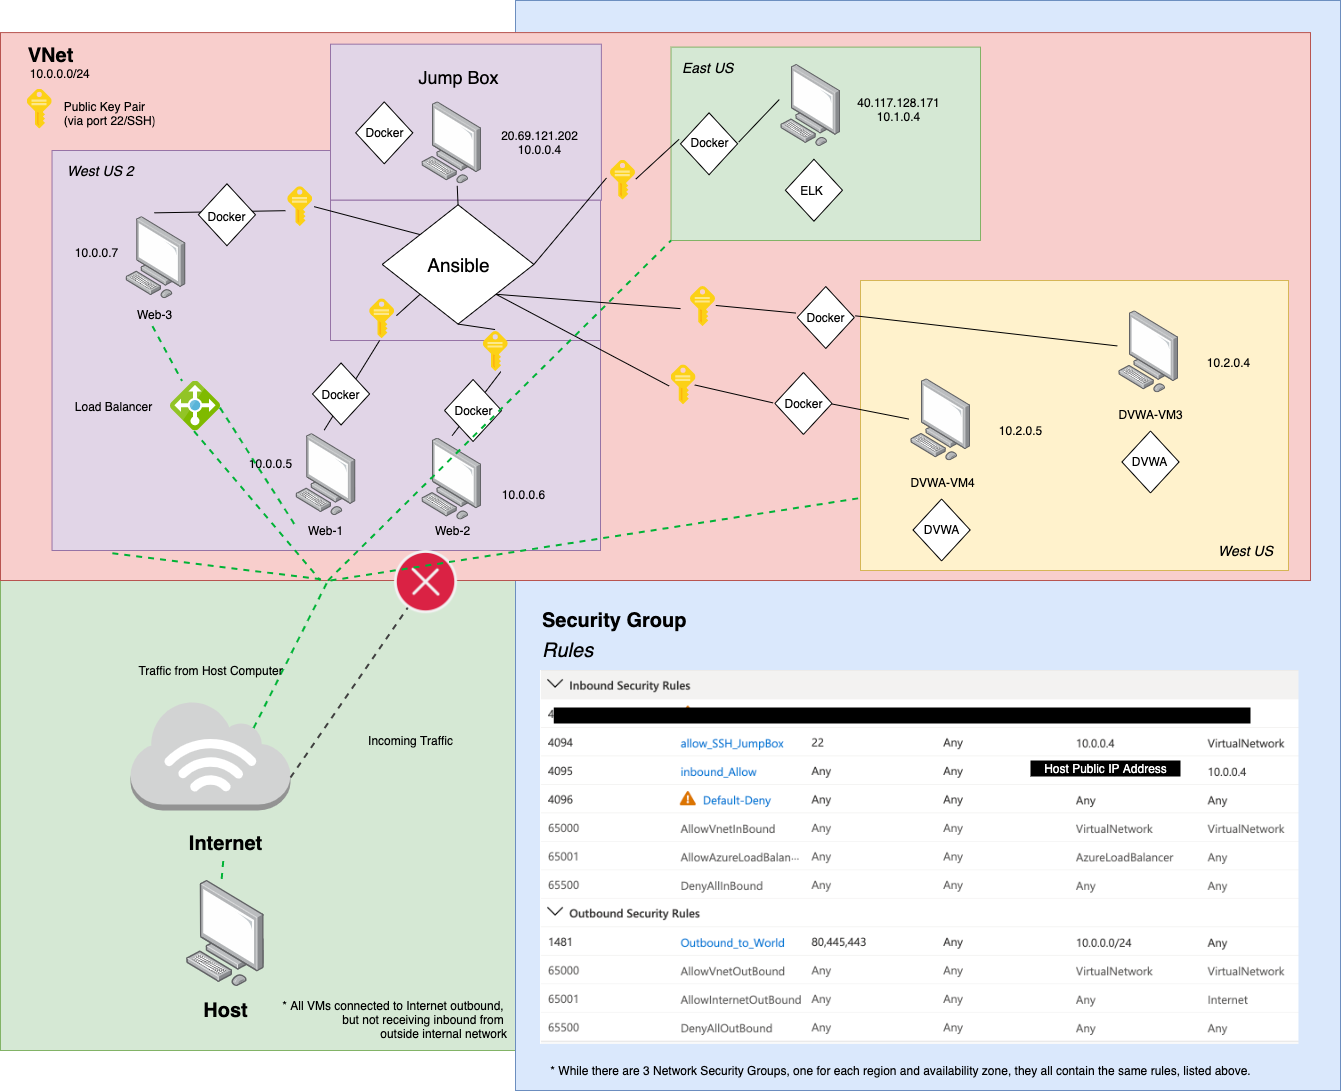 VNet
10.0.0.0/24
Public Key Pair
(via port 22/SSH)
Jump Box
Docker
20.69.121.202
10.0.0.4
East US
Docker
40.117.128.171
10.1.0.4
ELK
West US 2
Docker
10.0.0.7
Web-3
Ansible
Load Balancer
Docker
Docker
10.0.0.5
Web-1
10.0.0.6
Web-2
Docker
Docker
10.2.0.4
DVWA-VM3
DVWA
10.2.0.5
DVWA-VM4
DVWA
West US
Traffic from Host Computer
Incoming Traffic
Internet
Host
* All VMs connected to Internet outbound,
but not receiving inbound from
outside internal network
Security Group
Rules
Inbound Security Rules
4094 allow_SSH_JumpBox 22 Any 10.0.0.4 VirtualNetwork
4095 inbound_Allow Any Any Host Public IP Address 10.0.0.4
4096 Default-Deny Any Any Any Any
65000 AllowVnetInBound Any Any VirtualNetwork VirtualNetwork
65001 AllowAzureLoadBalan··· Any Any AzureLoadBalancer Any
65500 DenyAllInBound Any Any Any Any
Outbound Security Rules
1481 Outbound_to_World 80,445,443 Any 10.0.0.0/24 Any
65000 AllowVnetOutBound Any Any VirtualNetwork VirtualNetwork
65001 AllowInternetOutBound Any Any Any Internet
65500 DenyAllOutBound Any Any Any Any
* While there are 3 Network Security Groups, one for each region and availability zone, they all contain the same rules, listed above.